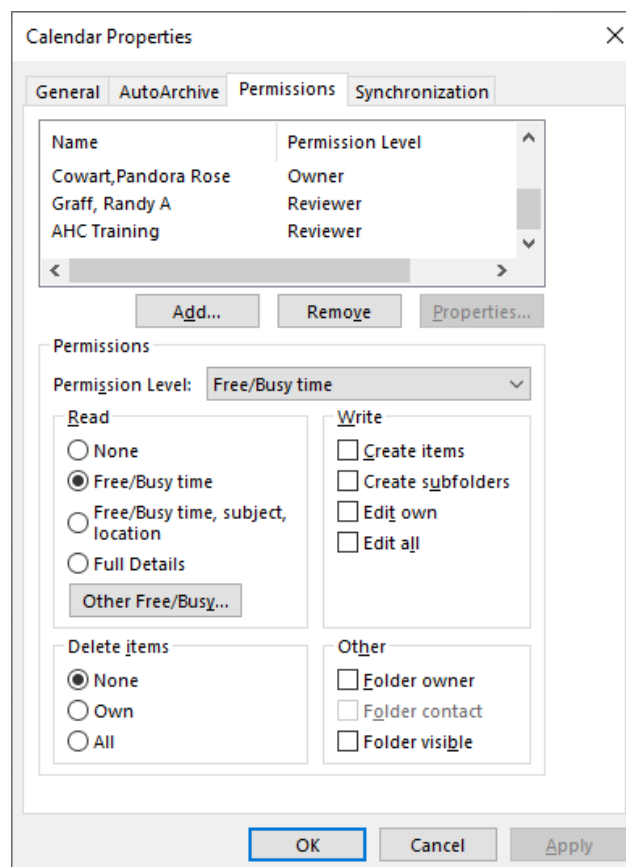 Calendar Properties
General AutoArchive Permissions Synchronization
Name Permission Level
Cowart,Pandora Rose Owner
Graff, Randy A Reviewer
AHC Training Reviewer
Add... Remove Properties...
Permissions
Permission Level: Free/Busy time
Read
None
Free/Busy time
Free/Busy time, subject,
location
Full Details
Other Free/Busy...
Write
Create items
Create subfolders
Edit own
Edit all
Delete items
None
Own
All
Other
Folder owner
Folder contact
Folder visible
OK Cancel Apply